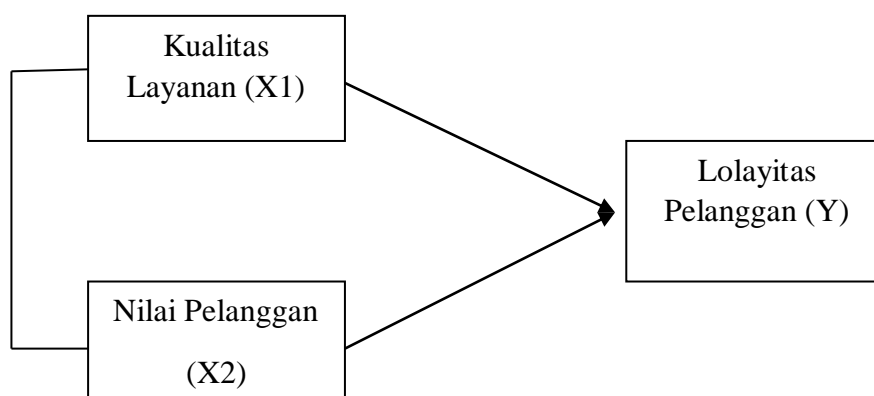 Kualitas
Layanan (X1)
Lolayitas
Pelanggan (Y)
Nilai Pelanggan
(X2)